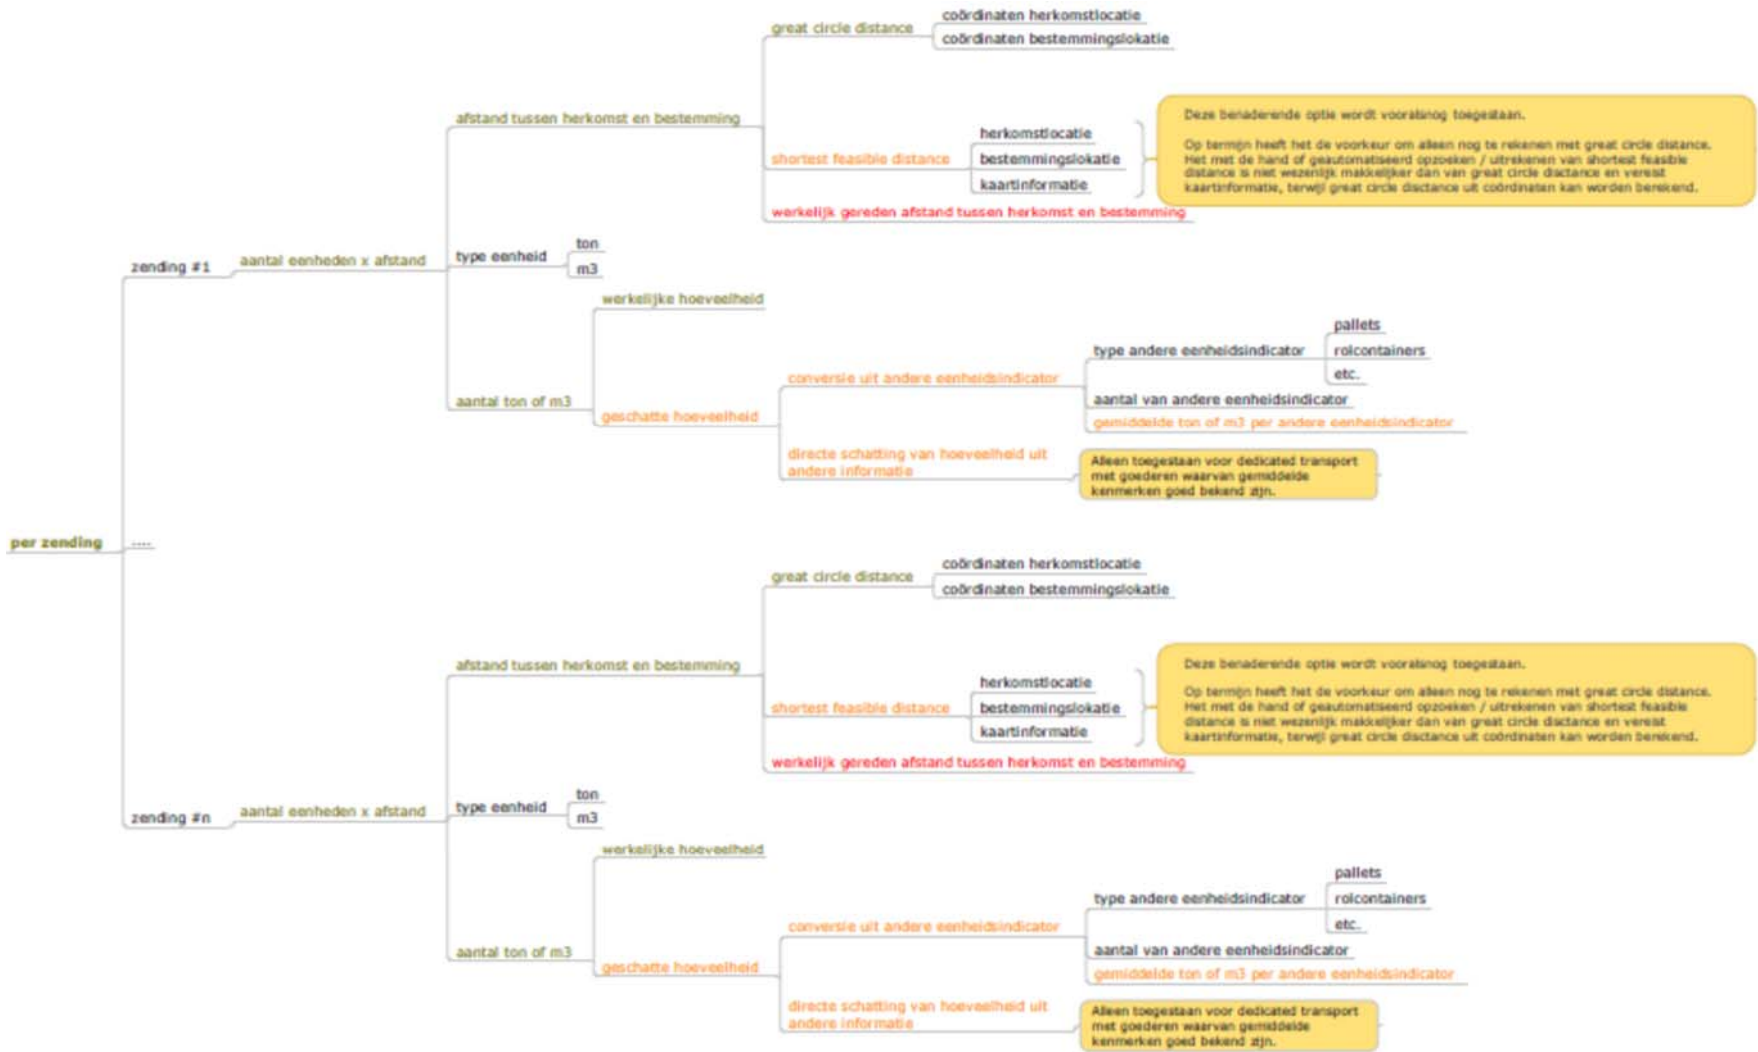 great circle distance
coördinaten herkomstlocatie
coördinaten bestemmingslokatie
afstand tussen herkomst en bestemming
shortest feasible distance
herkomstlocatie
bestemmingslokatie
kaartinformatie
Deze benaderende optie wordt vooralsnog toegestaan.
Op termijn heeft het de voorkeur om alleen nog te rekenen met great circle distance.
Het met de hand of geautomatiseerd opzoeken / uitrekenen van shortest feasible
distance is niet wezenlijk makkelijker dan van great circle disctance en vereist
kaartinformatie, terwijl great circle disctance uit coördinaten kan worden berekend.
werkelijk gereden afstand tussen herkomst en bestemming
zending #1
aantal eenheden x afstand
type eenheid
ton
m3
werkelijke hoeveelheid
aantal ton of m3
geschatte hoeveelheid
conversie uit andere eenheidsindicator
type andere eenheidsindicator
pallets
rolcontainers
etc.
aantal van andere eenheidsindicator
gemiddelde ton of m3 per andere eenheidsindicator
directe schatting van hoeveelheid uit
andere informatie
Alleen toegestaan voor dedicated transport
met goederen waarvan gemiddelde
kenmerken goed bekend zijn.
per zending
....
great circle distance
coördinaten herkomstlocatie
coördinaten bestemmingslokatie
afstand tussen herkomst en bestemming
shortest feasible distance
herkomstlocatie
bestemmingslokatie
kaartinformatie
Deze benaderende optie wordt vooralsnog toegestaan.
Op termijn heeft het de voorkeur om alleen nog te rekenen met great circle distance.
Het met de hand of geautomatiseerd opzoeken / uitrekenen van shortest feasible
distance is niet wezenlijk makkelijker dan van great circle disctance en vereist
kaartinformatie, terwijl great circle disctance uit coördinaten kan worden berekend.
werkelijk gereden afstand tussen herkomst en bestemming
zending #n
aantal eenheden x afstand
type eenheid
ton
m3
werkelijke hoeveelheid
aantal ton of m3
geschatte hoeveelheid
conversie uit andere eenheidsindicator
type andere eenheidsindicator
pallets
rolcontainers
etc.
aantal van andere eenheidsindicator
gemiddelde ton of m3 per andere eenheidsindicator
directe schatting van hoeveelheid uit
andere informatie
Alleen toegestaan voor dedicated transport
met goederen waarvan gemiddelde
kenmerken goed bekend zijn.